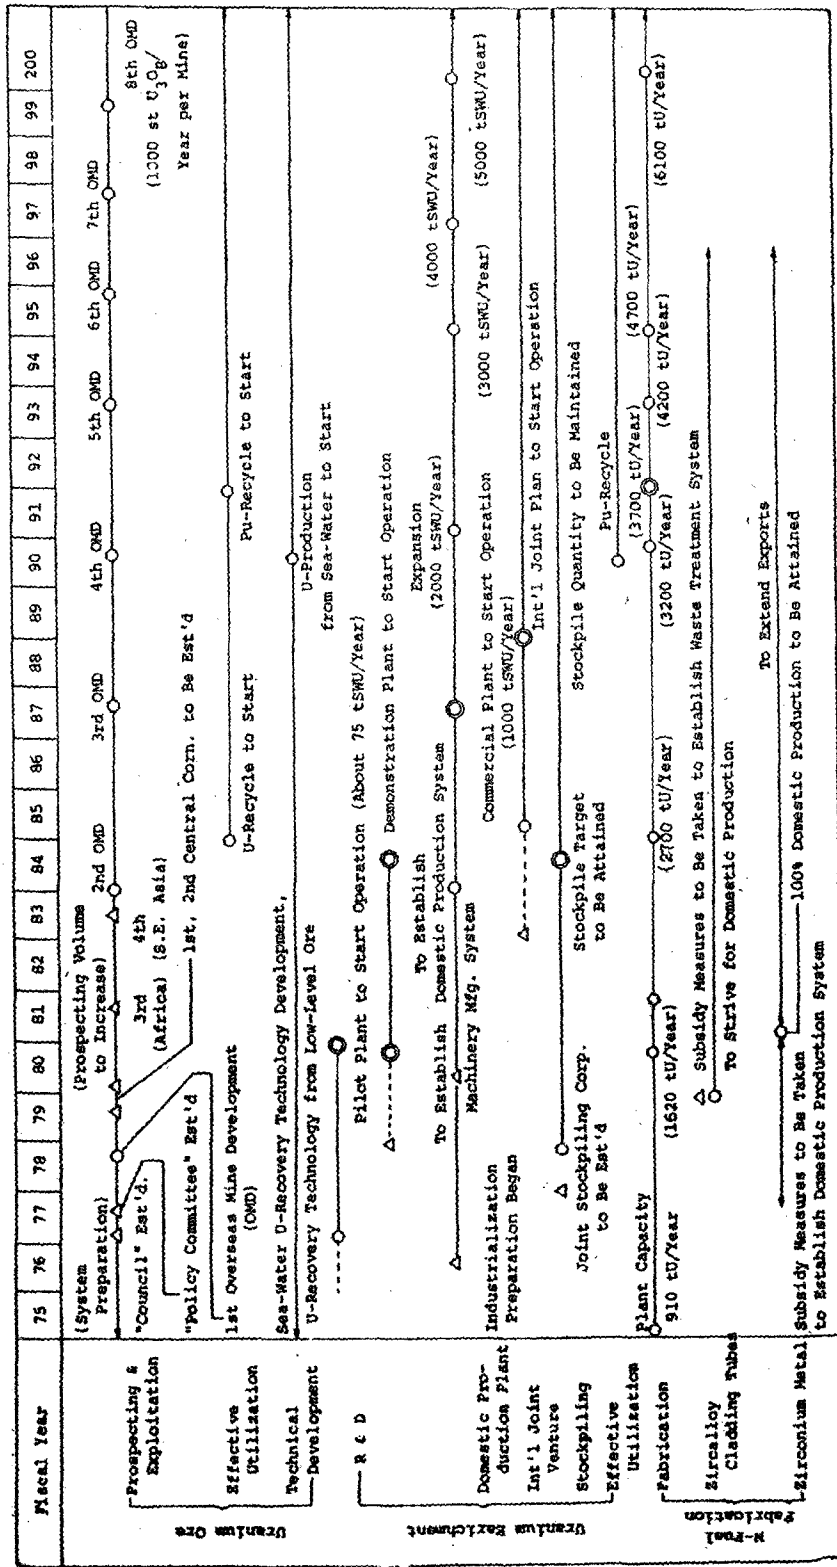 Fiscal Year
75 76 77 78 79 80 81 82 83 84 85 86 87 88 89 90 91 92 93 94 95 96 97 98 99 200
Uranium Ore
Prospecting &
Exploitation
(System
Preparation)
"Council" Est'd.
"Policy Committee" Est'd
1st Overseas Mine Development
(OMD)
(Prospecting Volume
to Increase)
3rd
(Africa)
4th
(S.E. Asia)
1st, 2nd Central Corn. to Be Est'd
2nd OMD
3rd OMD
4th OMD
5th OMD
6th OMD
7th OMD
8th OMD
(1000 st U3O8/
Year per Mine)
Effective
Utilization
U-Recycle to Start
Pu-Recycle to Start
Technical
Development
Sea-Water U-Recovery Technology Development,
U-Recovery Technology from Low-Level Ore
U-Production
from Sea-Water to Start
Uranium Enrichment
R & D
Pilot Plant to Start Operation (About 75 tSWU/Year)
Demonstration Plant to Start Operation
Domestic Pro-
duction Plant
Industrialization
Preparation Began
To Establish
To Establish Domestic Production System
Machinery Mfg. System
Commercial Plant to Start Operation
(1000 tSWU/Year)
Expansion
(2000 tSWU/Year)
(3000 tSWU/Year)
(4000 tSWU/Year)
(5000 tSWU/Year)
Int'l Joint
Venture
Int'l Joint Plan to Start Operation
Stockpiling
Joint Stockpiling Corp.
to Be Est'd
Stockpile Target
to Be Attained
Stockpile Quantity to Be Maintained
Effective
Utilization
Pu-Recycle
N-Fuel
Fabrication
Fabrication
Plant Capacity
910 tU/Year
(1620 tU/Year)
(2700 tU/Year)
(3200 tU/Year)
(3700 tU/Year)
(4200 tU/Year)
(4700 tU/Year)
(6100 tU/Year)
Zircalloy
Cladding Tubes
Subsidy Measures to Be Taken to Establish Waste Treatment System
To Strive for Domestic Production
Zirconium Metal
Subsidy Measures to Be Taken
to Establish Domestic Production System
100% Domestic Production to Be Attained
To Extend Exports